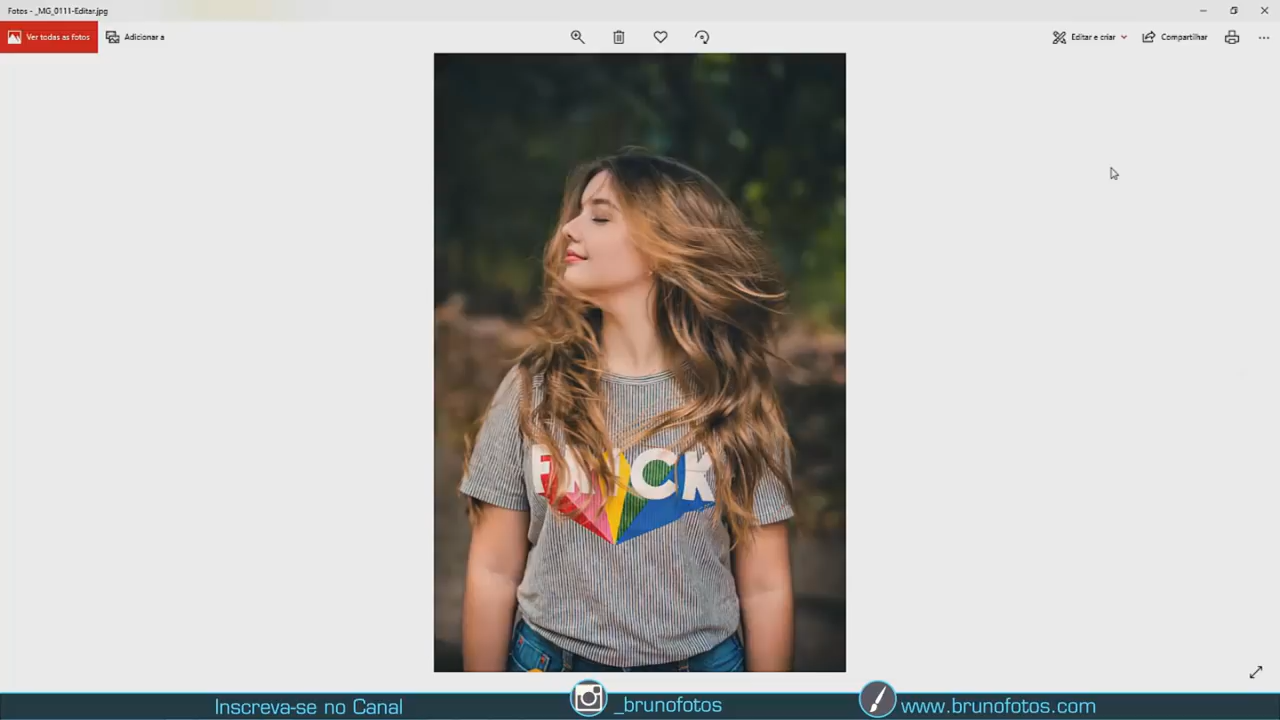 Fotos - _MG_0111-Editar.jpg
Ver todas as fotos
Adicionar a
Editar e criar
Compartilhar
Inscreva-se no Canal
_brunofotos
www.brunofotos.com